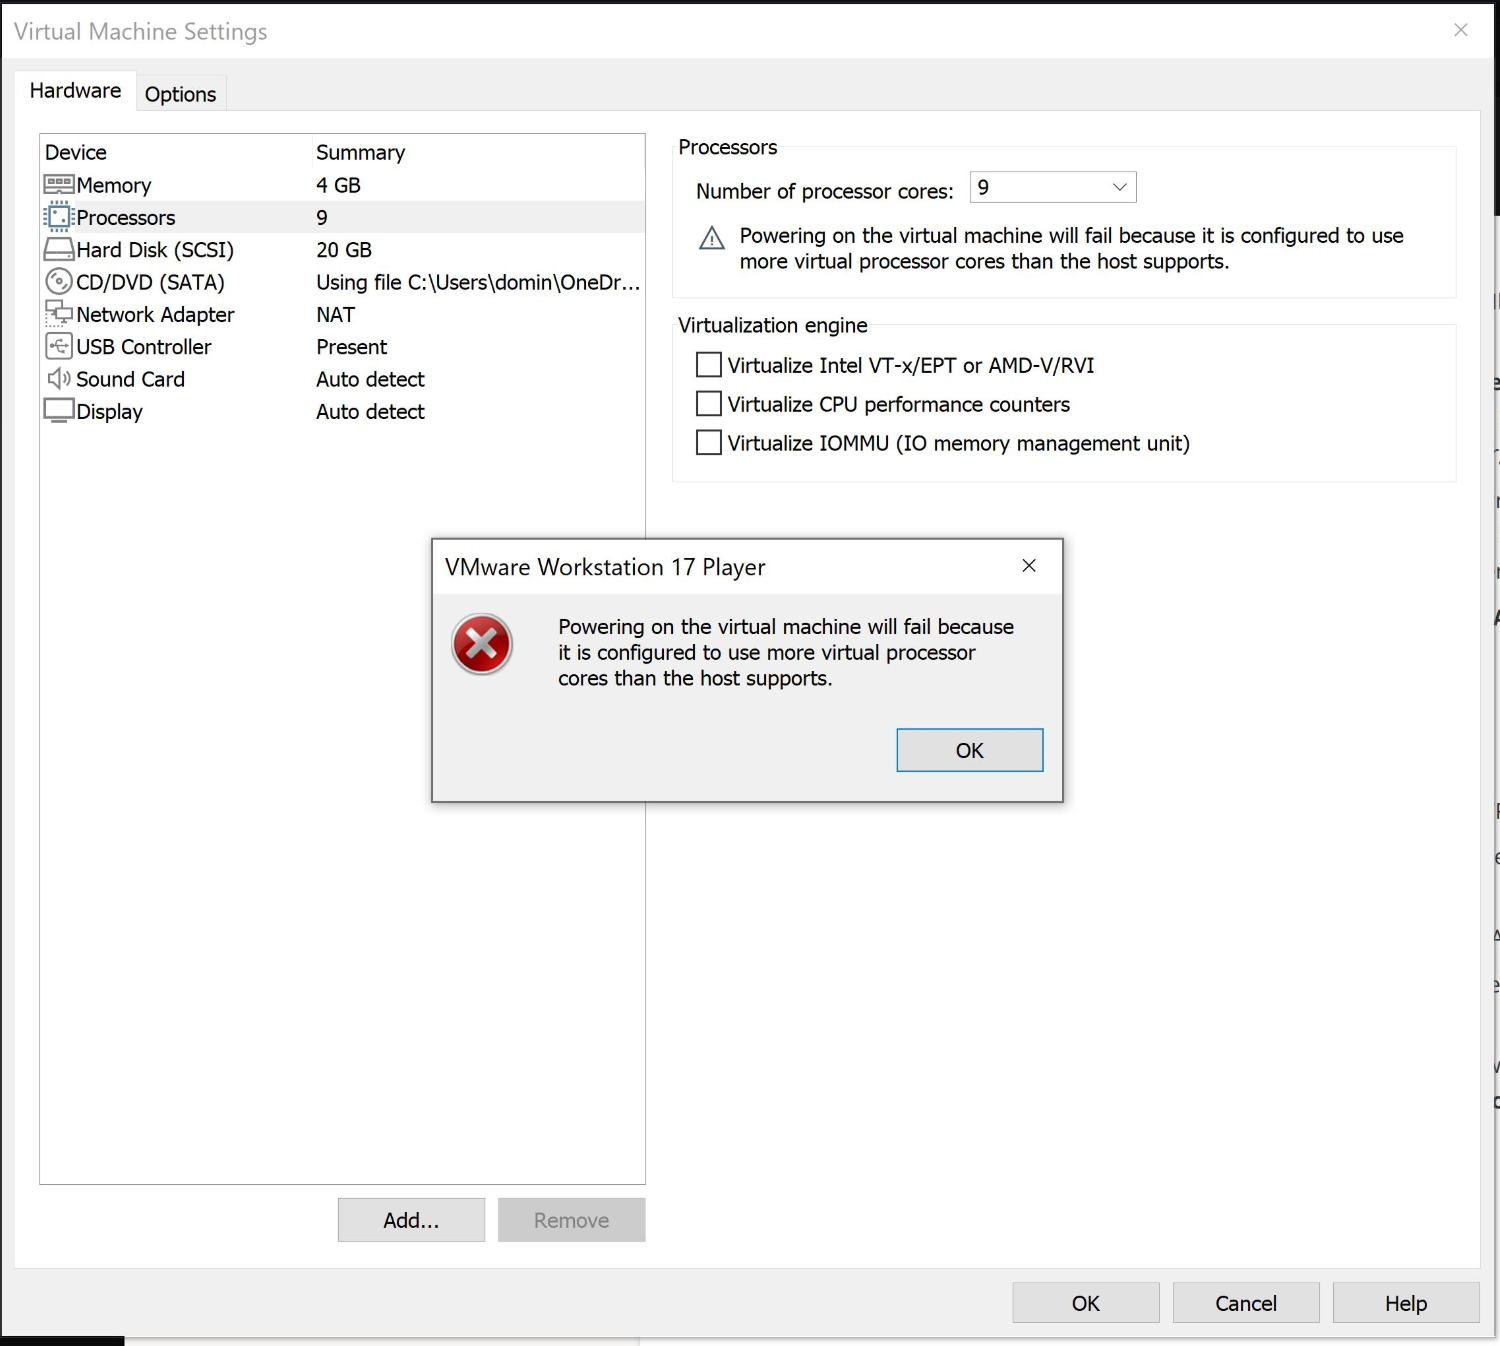 Virtual Machine Settings
Hardware
Options
Device Summary
Memory 4 GB
Processors 9
Hard Disk (SCSI) 20 GB
CD/DVD (SATA) Using file C:\Users\domin\OneDr...
Network Adapter NAT
USB Controller Present
Sound Card Auto detect
Display Auto detect
Processors
Number of processor cores: 9
Powering on the virtual machine will fail because it is configured to use
more virtual processor cores than the host supports.
Virtualization engine
Virtualize Intel VT-x/EPT or AMD-V/RVI
Virtualize CPU performance counters
Virtualize IOMMU (IO memory management unit)
VMware Workstation 17 Player
Powering on the virtual machine will fail because
it is configured to use more virtual processor
cores than the host supports.
OK
Add...
Remove
OK
Cancel
Help